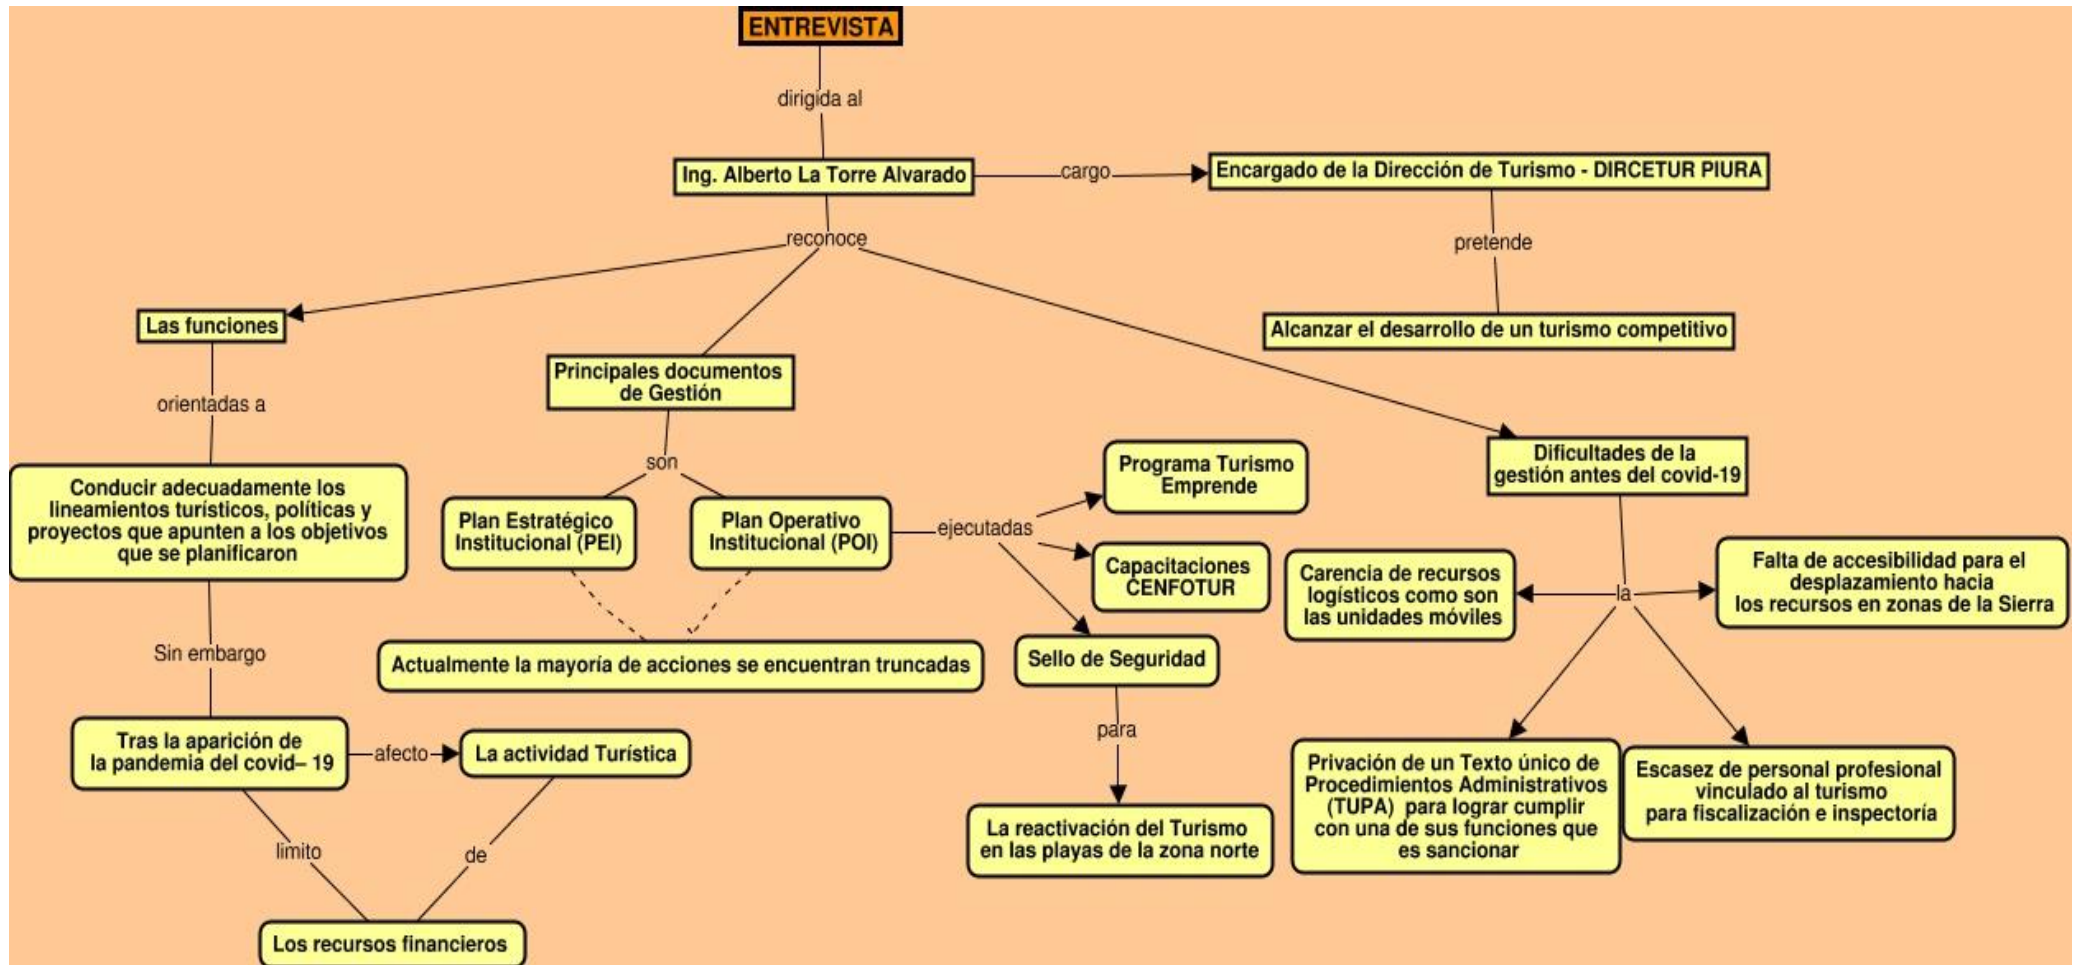 ENTREVISTA
dirigida al
Ing. Alberto La Torre Alvarado
cargo
Encargado de la Dirección de Turismo - DIRCETUR PIURA
pretende
Alcanzar el desarrollo de un turismo competitivo
reconoce
Las funciones
orientadas a
Conducir adecuadamente los
lineamientos turísticos, políticas y
proyectos que apunten a los objetivos
que se planificaron
Sin embargo
Tras la aparición de
la pandemia del covid– 19
afecto
La actividad Turística
limito
de
Los recursos financieros
Principales documentos
de Gestión
son
Plan Estratégico
Institucional (PEI)
Plan Operativo
Institucional (POI)
Actualmente la mayoría de acciones se encuentran truncadas
ejecutadas
Programa Turismo
Emprende
Capacitaciones
CENFOTUR
Sello de Seguridad
para
La reactivación del Turismo
en las playas de la zona norte
Dificultades de la
gestión antes del covid-19
la
Carencia de recursos
logísticos como son
las unidades móviles
Falta de accesibilidad para el
desplazamiento hacia
los recursos en zonas de la Sierra
Privación de un Texto único de
Procedimientos Administrativos
(TUPA) para lograr cumplir
con una de sus funciones que
es sancionar
Escasez de personal profesional
vinculado al turismo
para fiscalización e inspectoría